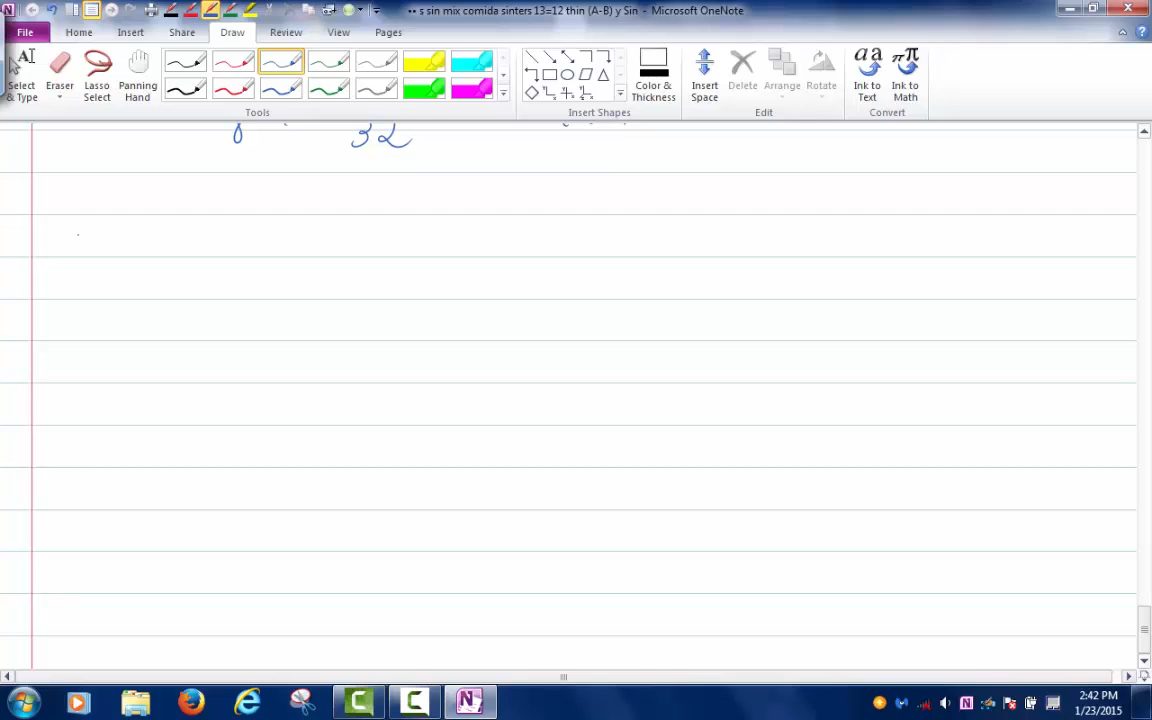 •• s sin mix comida sinters 13=12 thin (A-B) y Sin - Microsoft OneNote
File Home Insert Share Draw Review View Pages
Select & Type
Eraser
Lasso Select
Panning Hand
Color & Thickness
Insert Space
Delete
Arrange
Rotate
Ink to Text
Ink to Math
Tools Insert Shapes Edit Convert
32
2:42 PM
1/23/2015